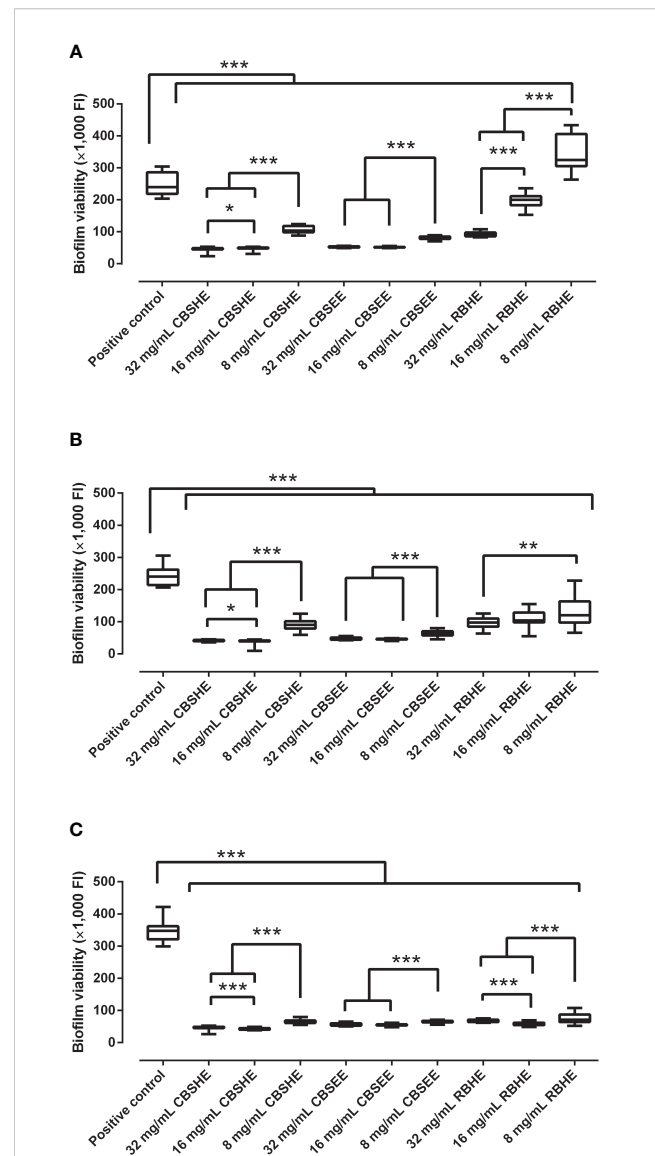 A
***
***
***
***
***
*
Biofilm viability (×1,000 FI)
500
400
300
200
100
0
Positive control
32 mg/mL CBSHE
16 mg/mL CBSHE
8 mg/mL CBSHE
32 mg/mL CBSEE
16 mg/mL CBSEE
8 mg/mL CBSEE
32 mg/mL RBHE
16 mg/mL RBHE
8 mg/mL RBHE
B
***
***
***
**
*
Biofilm viability (×1,000 FI)
500
400
300
200
100
0
Positive control
32 mg/mL CBSHE
16 mg/mL CBSHE
8 mg/mL CBSHE
32 mg/mL CBSEE
16 mg/mL CBSEE
8 mg/mL CBSEE
32 mg/mL RBHE
16 mg/mL RBHE
8 mg/mL RBHE
C
***
***
***
***
***
***
Biofilm viability (×1,000 FI)
500
400
300
200
100
0
Positive control
32 mg/mL CBSHE
16 mg/mL CBSHE
8 mg/mL CBSHE
32 mg/mL CBSEE
16 mg/mL CBSEE
8 mg/mL CBSEE
32 mg/mL RBHE
16 mg/mL RBHE
8 mg/mL RBHE